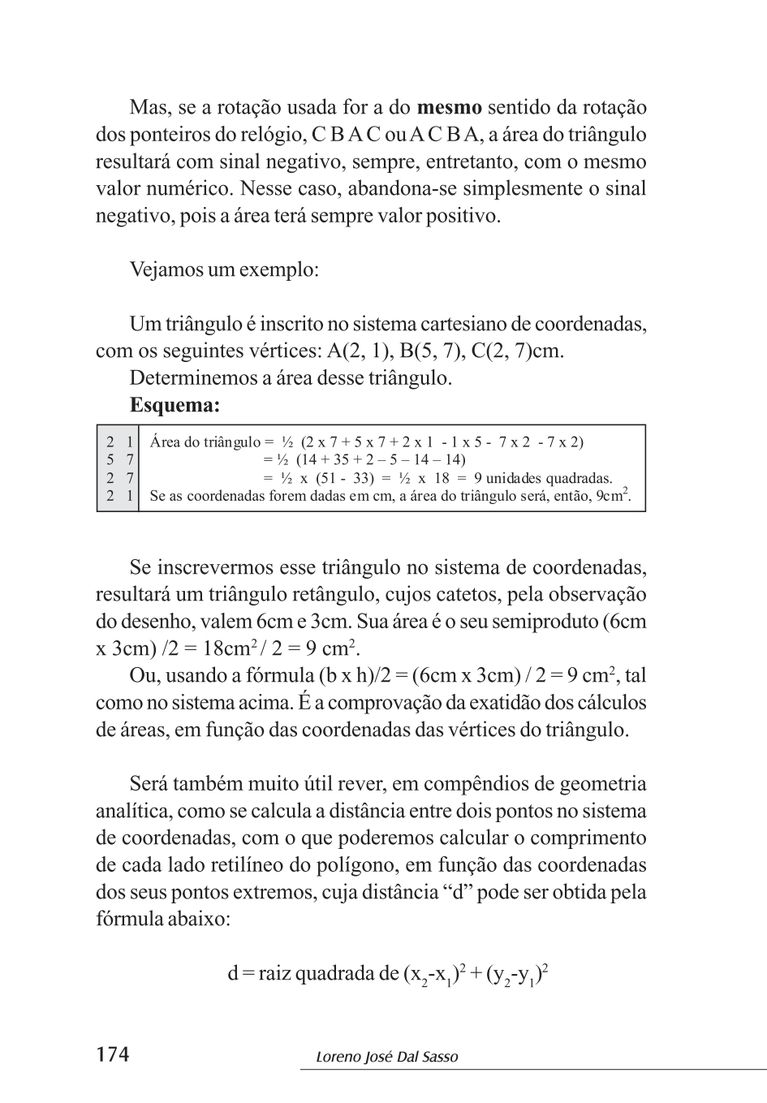 Mas, se a rotação usada for a do mesmo sentido da rotação
dos ponteiros do relógio, C B A C ou A C B A, a área do triângulo
resultará com sinal negativo, sempre, entretanto, com o mesmo
valor numérico. Nesse caso, abandona-se simplesmente o sinal
negativo, pois a área terá sempre valor positivo.
Vejamos um exemplo:
Um triângulo é inscrito no sistema cartesiano de coordenadas,
com os seguintes vértices: A(2, 1), B(5, 7), C(2, 7)cm.
Determinemos a área desse triângulo.
Esquema:
2 1 Área do triângulo = ½ (2 x 7 + 5 x 7 + 2 x 1 - 1 x 5 - 7 x 2 - 7 x 2)
5 7 = ½ (14 + 35 + 2 – 5 – 14 – 14)
2 7 = ½ x (51 - 33) = ½ x 18 = 9 unidades quadradas.
2 1 Se as coordenadas forem dadas em cm, a área do triângulo será, então, 9cm².
Se inscrevermos esse triângulo no sistema de coordenadas,
resultará um triângulo retângulo, cujos catetos, pela observação
do desenho, valem 6cm e 3cm. Sua área é o seu semiproduto (6cm
x 3cm) /2 = 18cm² / 2 = 9 cm².
Ou, usando a fórmula (b x h)/2 = (6cm x 3cm) / 2 = 9 cm², tal
como no sistema acima. É a comprovação da exatidão dos cálculos
de áreas, em função das coordenadas das vértices do triângulo.
Será também muito útil rever, em compêndios de geometria
analítica, como se calcula a distância entre dois pontos no sistema
de coordenadas, com o que poderemos calcular o comprimento
de cada lado retilíneo do polígono, em função das coordenadas
dos seus pontos extremos, cuja distância “d” pode ser obtida pela
fórmula abaixo:
d = raiz quadrada de (x₂-x₁)² + (y₂-y₁)²
174 Loreno José Dal Sasso